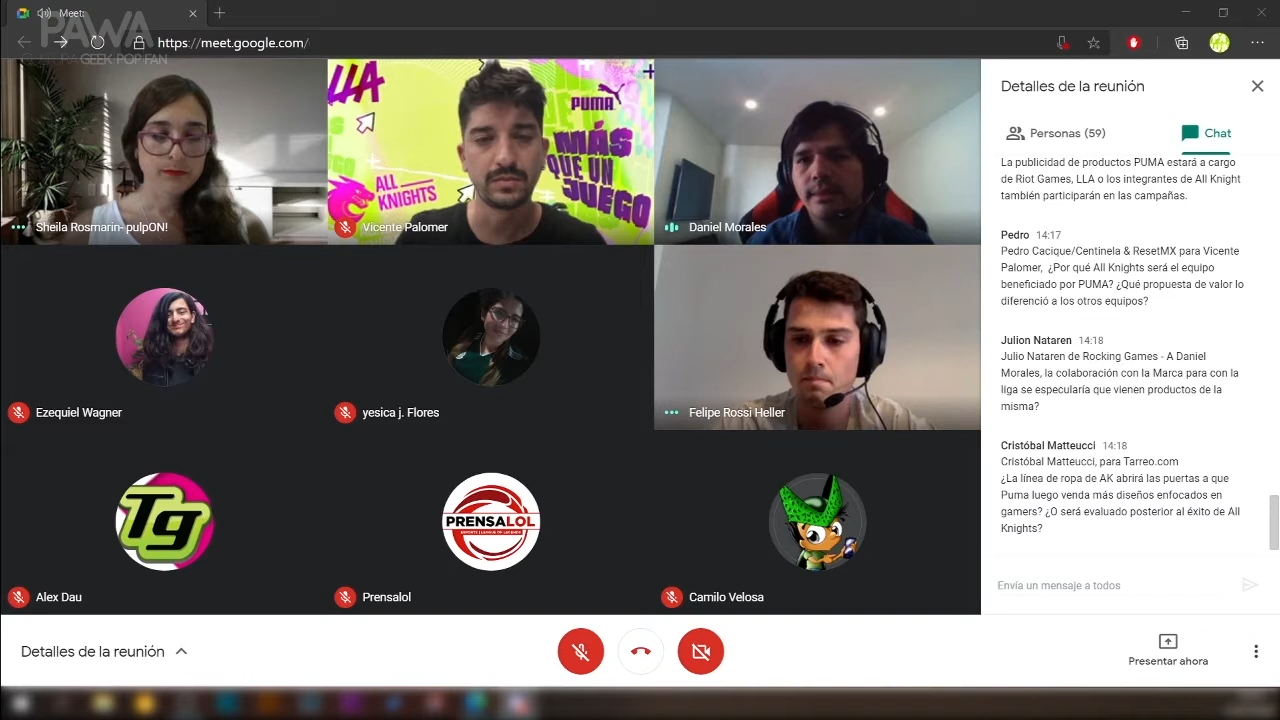 Meet
https://meet.google.com/
PAWA
GEEK POP FAN
LLA
PUMA
MÁS
QUE UN
JUEGO
ALL
KNIGHTS
Sheila Rosmarin- pulpON!
Vicente Palomer
Daniel Morales
Ezequiel Wagner
yesica j. Flores
Felipe Rossi Heller
Tg
PRENSALOL
Alex Dau
Prensalol
Camilo Velosa
Detalles de la reunión
Personas (59)
Chat
La publicidad de productos PUMA estará a cargo
de Riot Games, LLA o los integrantes de All Knight
también participarán en las campañas.
Pedro 14:17
Pedro Cacique/Centinela & ResetMX para Vicente
Palomer, ¿Por qué All Knights será el equipo
beneficiado por PUMA? ¿Qué propuesta de valor lo
diferenció a los otros equipos?
Julion Nataren 14:18
Julio Nataren de Rocking Games - A Daniel
Morales, la colaboración con la Marca para con la
liga se especularía que vienen productos de la
misma?
Cristóbal Matteucci 14:18
Cristóbal Matteucci, para Tarreo.com
¿La línea de ropa de AK abrirá las puertas a que
Puma luego venda más diseños enfocados en
gamers? ¿O será evaluado posterior al éxito de All
Knights?
Envía un mensaje a todos
Detalles de la reunión
Presentar ahora